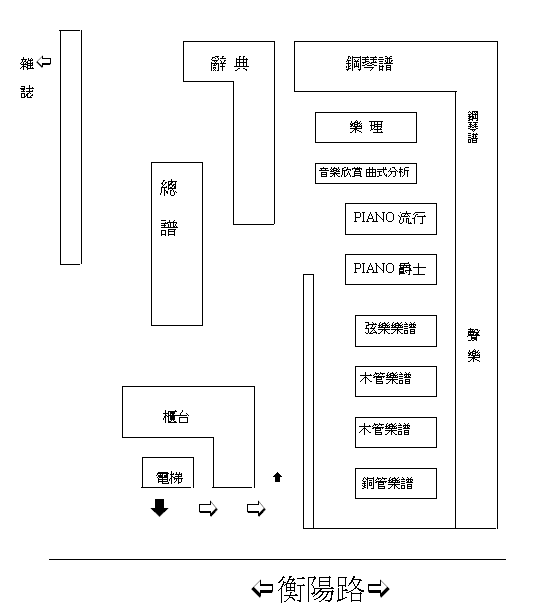 雜誌
辭 典
鋼琴譜
鋼琴譜
樂 理
音樂欣賞 曲式分析
總譜
PIANO 流行
PIANO 爵士
弦樂樂譜
聲樂
木管樂譜
櫃台
木管樂譜
電梯
銅管樂譜
衡陽路